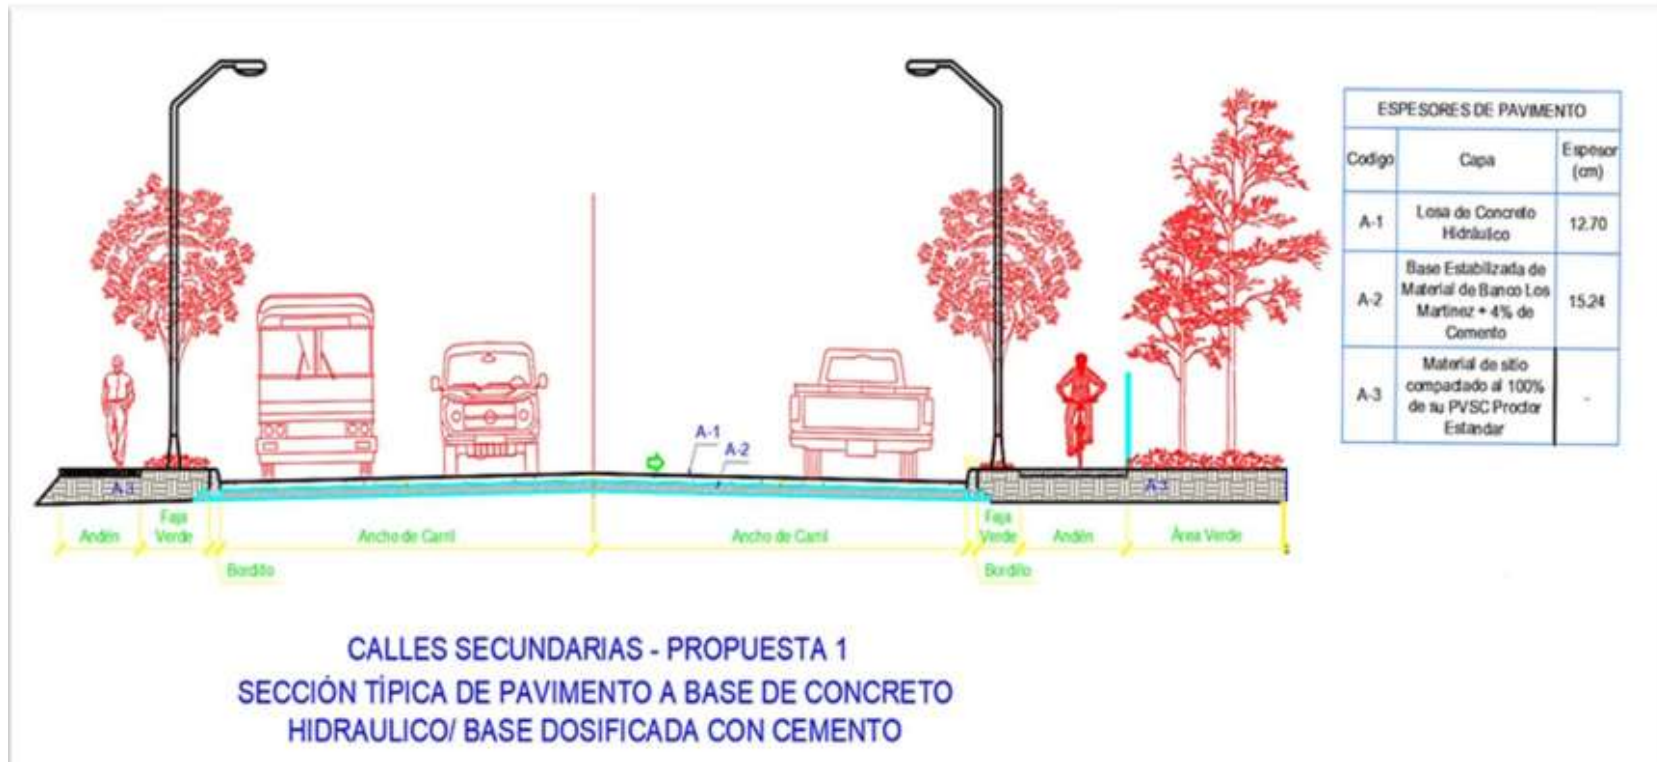 ESPESORES DE PAVIMENTO
Codigo
Capa
Espesor
(cm)
A-1
Losa de Concreto
Hidráulico
12.70
A-2
Base Estabilizada de
Material de Banco Los
Martinez + 4% de
Cemento
15.24
A-3
Material de sitio
compactado al 100%
de su PVSC Proctor
Estandar
-
A-1
A-2
A-3
A-3
Andén
Faja
Verde
Ancho de Carril
Ancho de Carril
Faja
Verde
Andén
Área Verde
Bordillo
Bordillo
CALLES SECUNDARIAS - PROPUESTA 1
SECCIÓN TÍPICA DE PAVIMENTO A BASE DE CONCRETO
HIDRAULICO/ BASE DOSIFICADA CON CEMENTO